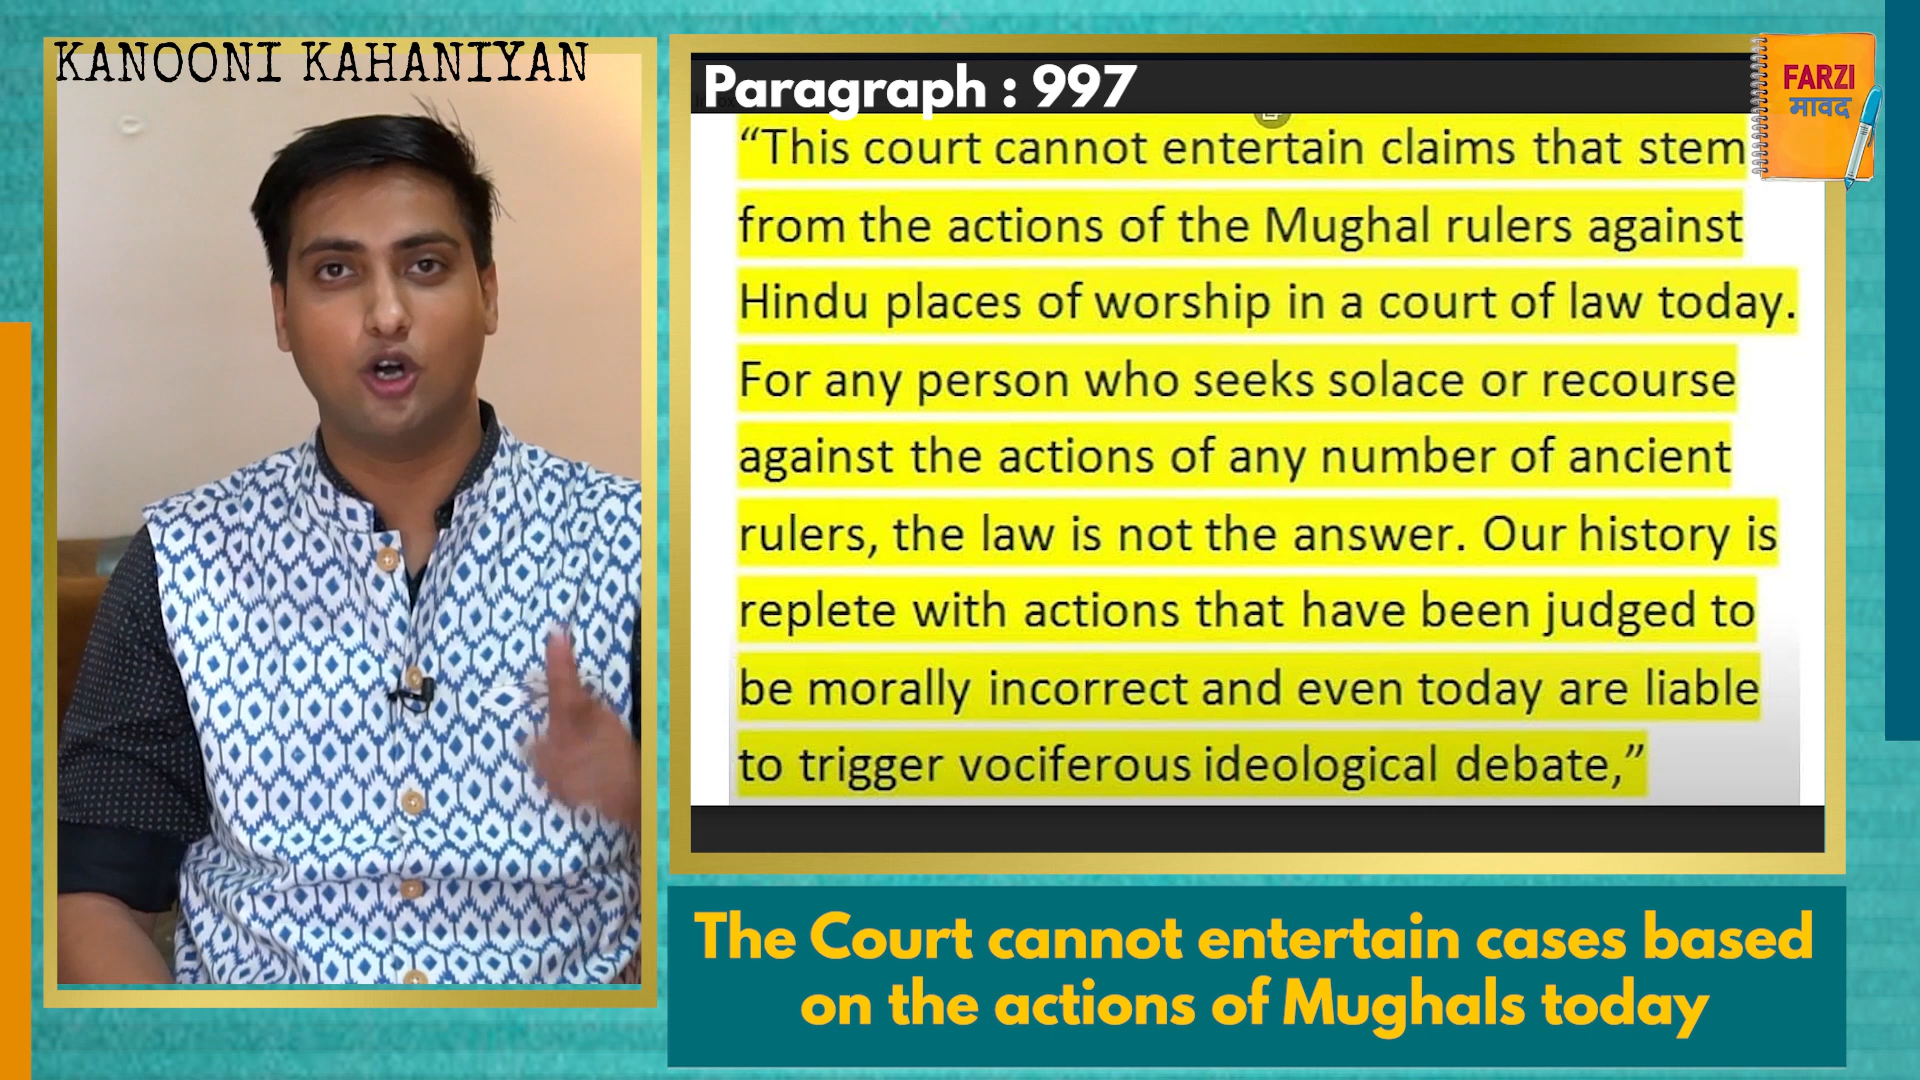 KANOONI KAHANIYAN
Paragraph : 997
FARZI
मावद
“This court cannot entertain claims that stem
from the actions of the Mughal rulers against
Hindu places of worship in a court of law today.
For any person who seeks solace or recourse
against the actions of any number of ancient
rulers, the law is not the answer. Our history is
replete with actions that have been judged to
be morally incorrect and even today are liable
to trigger vociferous ideological debate,”
The Court cannot entertain cases based
on the actions of Mughals today